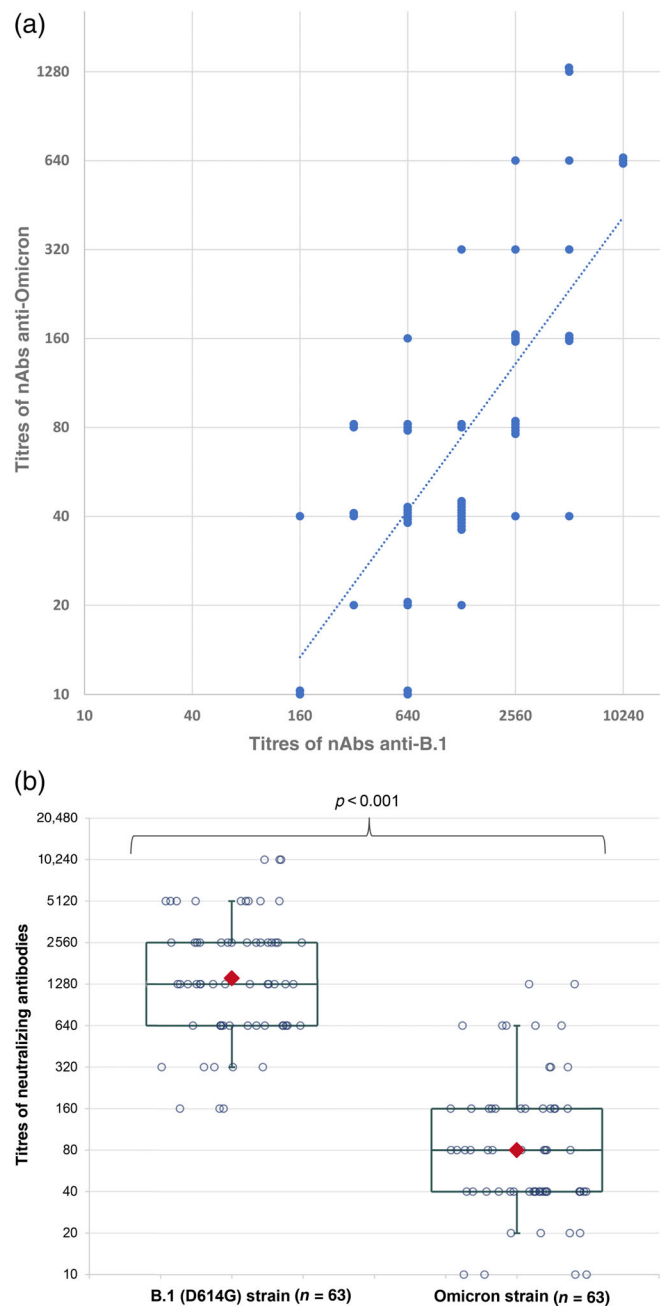 (a)
Titres of nAbs anti-Omicron
1280
640
320
160
80
40
20
10
10 40 160 640 2560 10240
Titres of nAbs anti-B.1
(b)
p < 0.001
Titres of neutralizing antibodies
20,480
10,240
5120
2560
1280
640
320
160
80
40
20
10
B.1 (D614G) strain (n = 63) Omicron strain (n = 63)